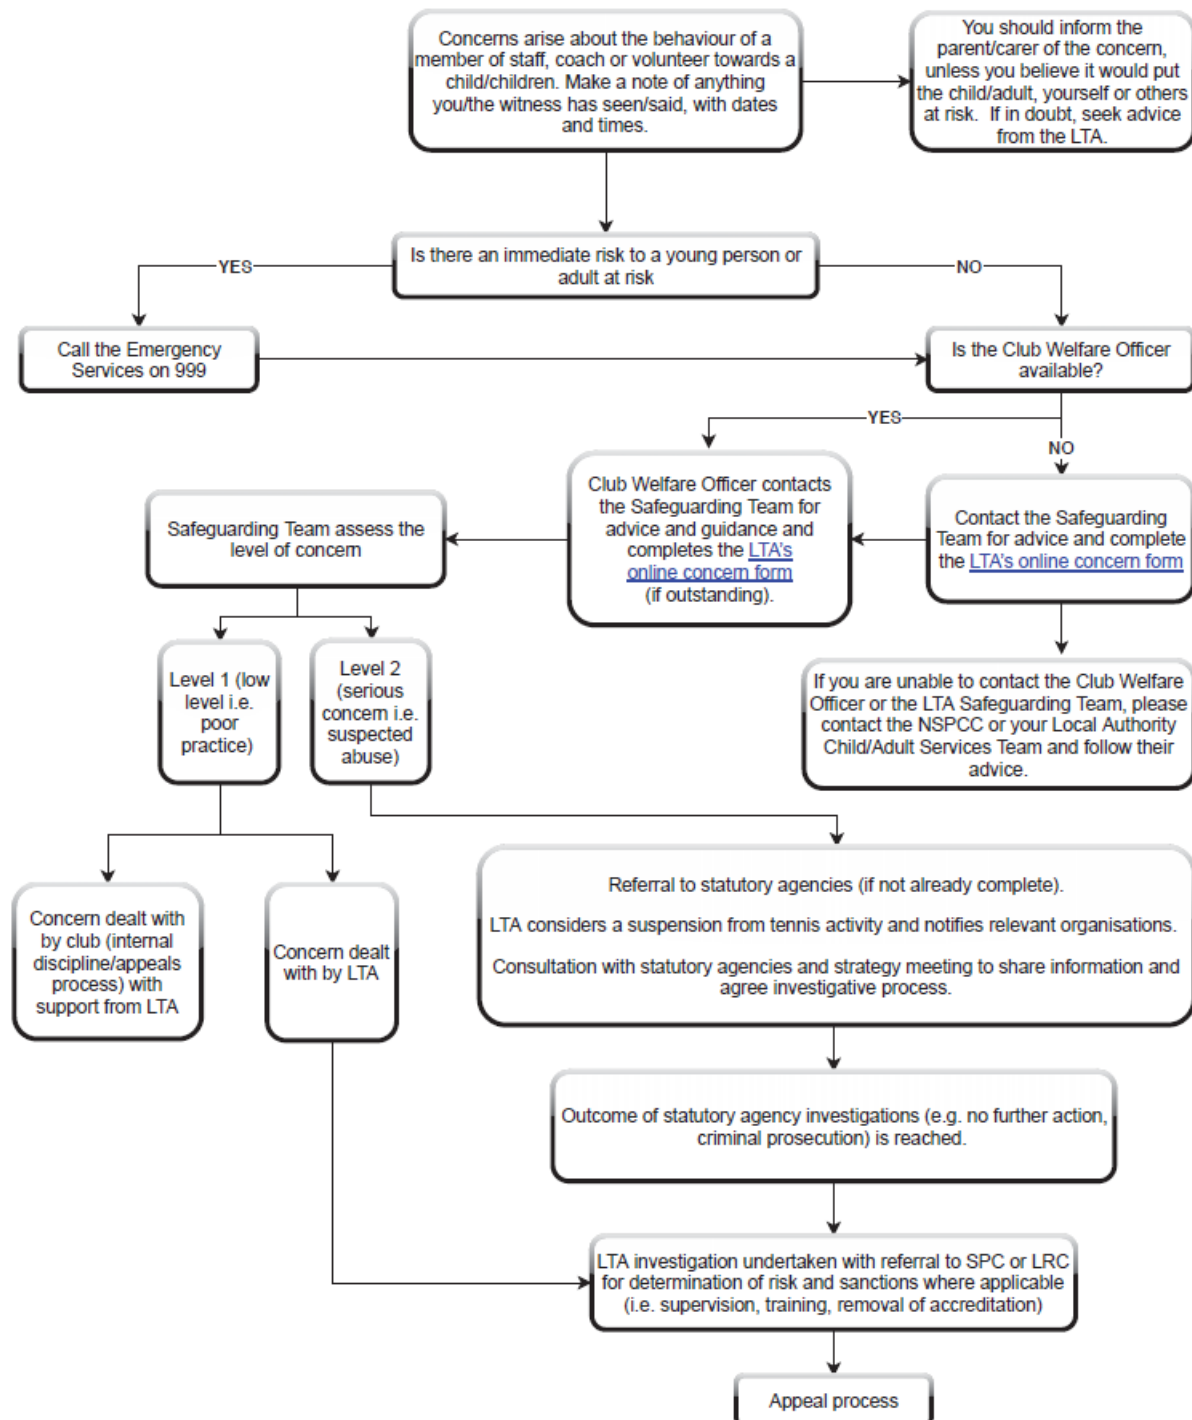 Concerns arise about the behaviour of a
member of staff, coach or volunteer towards a
child/children. Make a note of anything
you/the witness has seen/said, with dates
and times.
You should inform the
parent/carer of the concern,
unless you believe it would put
the child/adult, yourself or others
at risk. If in doubt, seek advice
from the LTA.
Is there an immediate risk to a young person or
adult at risk
YES
NO
Call the Emergency
Services on 999
Is the Club Welfare Officer
available?
YES
NO
Club Welfare Officer contacts
the Safeguarding Team for
advice and guidance and
completes the LTA's
online concern form
(if outstanding).
Contact the Safeguarding
Team for advice and complete
the LTA's online concern form
Safeguarding Team assess the
level of concern
Level 1 (low
level i.e.
poor
practice)
Level 2
(serious
concern i.e.
suspected
abuse)
If you are unable to contact the Club Welfare
Officer or the LTA Safeguarding Team, please
contact the NSPCC or your Local Authority
Child/Adult Services Team and follow their
advice.
Concern dealt with
by club (internal
discipline/appeals
process) with
support from LTA
Concern dealt
with by LTA
Referral to statutory agencies (if not already complete).
LTA considers a suspension from tennis activity and notifies relevant organisations.
Consultation with statutory agencies and strategy meeting to share information and
agree investigative process.
Outcome of statutory agency investigations (e.g. no further action,
criminal prosecution) is reached.
LTA investigation undertaken with referral to SPC or LRC
for determination of risk and sanctions where applicable
(i.e. supervision, training, removal of accreditation)
Appeal process